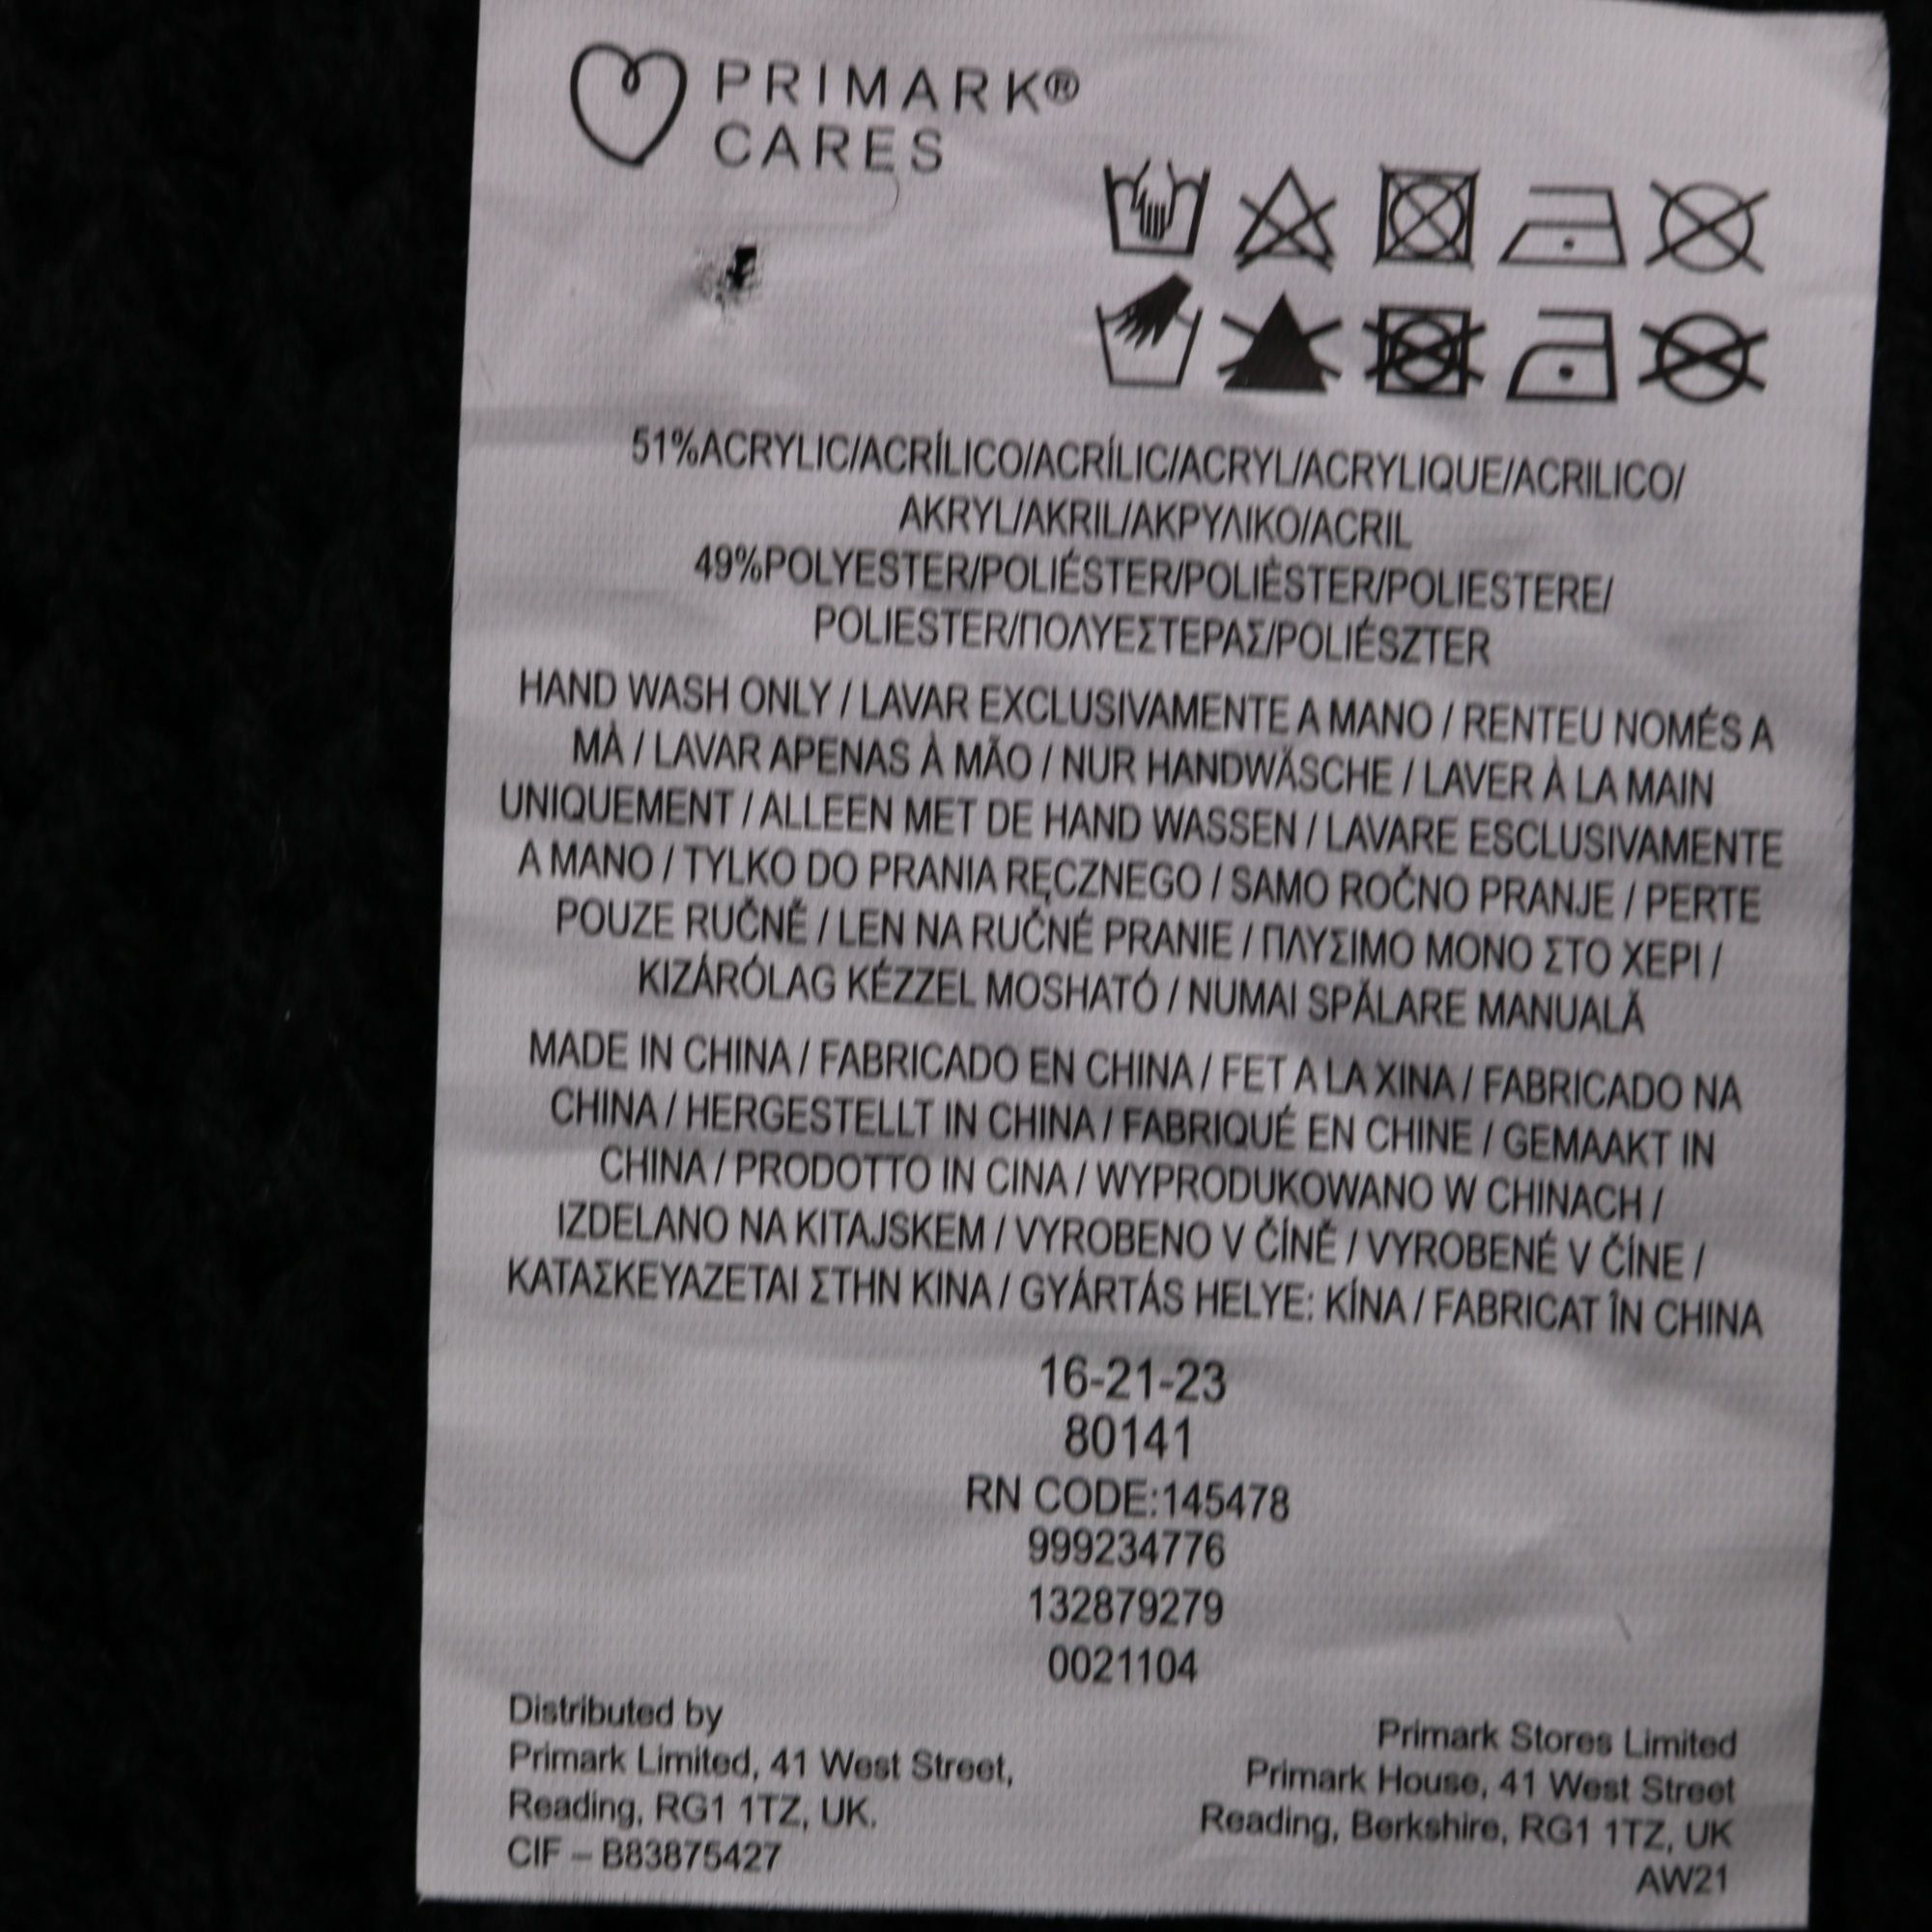 PRIMARK®
CARES
51%ACRYLIC/ACRÍLICO/ACRÍLIC/ACRYL/ACRYLIQUE/ACRILICO/
AKRYL/AKRIL/ΑΚΡΥΛΙΚΟ/ACRIL
49%POLYESTER/POLIÉSTER/POLIÈSTER/POLIESTERE/
POLIESTER/ΠΟΛΥΕΣΤΕΡΑΣ/POLIÉSZTER
HAND WASH ONLY / LAVAR EXCLUSIVAMENTE A MANO / RENTEU NOMÉS A
MÀ / LAVAR APENAS À MÃO / NUR HANDWÄSCHE / LAVER À LA MAIN
UNIQUEMENT / ALLEEN MET DE HAND WASSEN / LAVARE ESCLUSIVAMENTE
A MANO / TYLKO DO PRANIA RĘCZNEGO / SAMO ROČNO PRANJE / PERTE
POUZE RUČNĚ / LEN NA RUČNÉ PRANIE / ΠΛΥΣΙΜΟ ΜΟΝΟ ΣΤΟ ΧΕΡΙ /
KIZÁRÓLAG KÉZZEL MOSHATÓ / NUMAI SPĂLARE MANUALĂ
MADE IN CHINA / FABRICADO EN CHINA / FET A LA XINA / FABRICADO NA
CHINA / HERGESTELLT IN CHINA / FABRIQUÉ EN CHINE / GEMAAKT IN
CHINA / PRODOTTO IN CINA / WYPRODUKOWANO W CHINACH /
IZDELANO NA KITAJSKEM / VYROBENO V ČÍNĚ / VYROBENÉ V ČÍNE /
ΚΑΤΑΣΚΕΥΑΖΕΤΑΙ ΣΤΗΝ ΚΙΝΑ / GYÁRTÁS HELYE: KÍNA / FABRICAT ÎN CHINA
16-21-23
80141
RN CODE:145478
999234776
132879279
0021104
Distributed by
Primark Limited, 41 West Street,
Reading, RG1 1TZ, UK.
CIF – B83875427
Primark Stores Limited
Primark House, 41 West Street
Reading, Berkshire, RG1 1TZ, UK
AW21